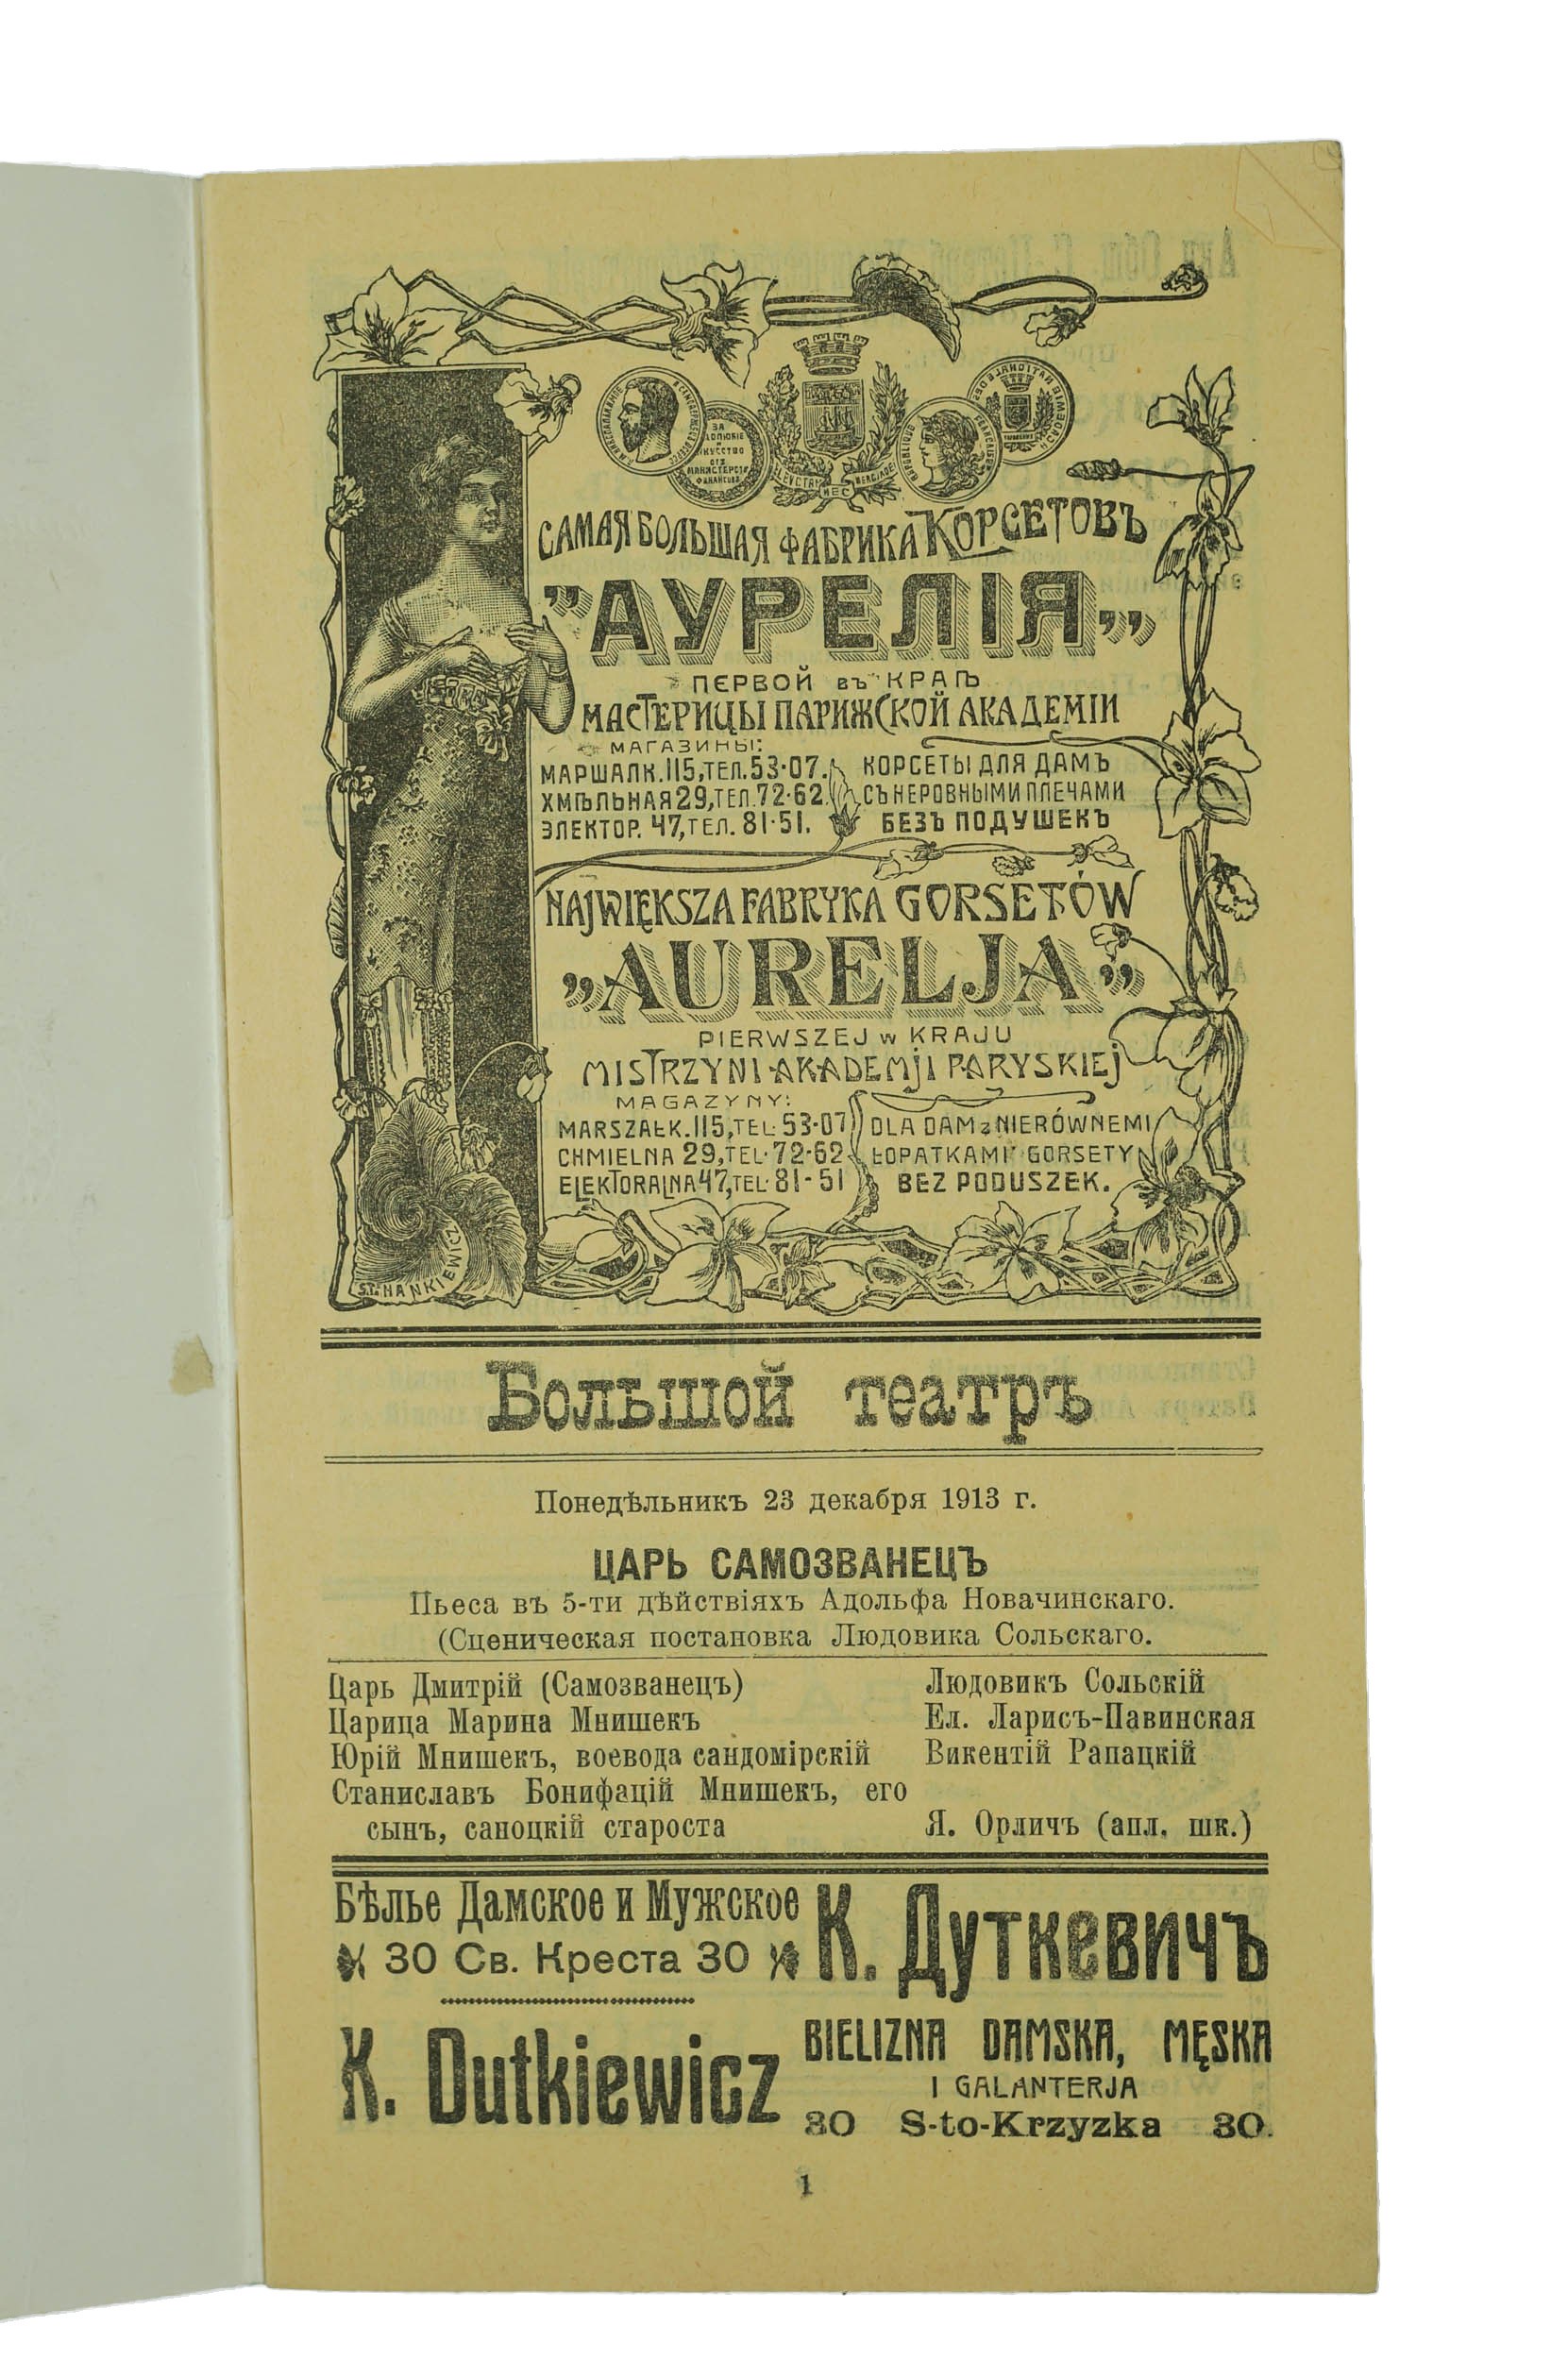 САМАЯ БОЛЬШАЯ ФАБРИКА КОРСЕТОВЪ
"АУРЕЛІЯ„
ПЕРВОЙ ВЪ КРАѢ
МАСТЕРИЦЫ ПАРИЖСКОЙ АКАДЕМІИ
МАГАЗИНЫ:
МАРШАЛК. 115, ТЕЛ. 53·07.
ХМѢЛЬНАЯ 29, ТЕЛ. 72·62
ЭЛЕКТОР. 47, ТЕЛ. 81·51.
КОРСЕТЫ ДЛЯ ДАМЪ
СЪ НЕРОВНЫМИ ПЛЕЧАМИ
БЕЗЪ ПОДУШЕКЪ
NAJWIĘKSZA FABRYKA GORSETÓW
„AURELJA”
PIERWSZEJ w KRAJU
MISTRZYNI AKADEMJI PARYSKIEJ
MAGAZYNY:
MARSZAŁK. 115, TEL. 53·07
CHMIELNA 29, TEL. 72·62
ELEKTORALNA 47, TEL. 81-51
DLA DAM z NIERÓWNEMI
ŁOPATKAMI GORSETY
BEZ PODUSZEK.
ST. HANKIEWICZ
Большой театръ
Понедѣльникъ 23 декабря 1913 г.
ЦАРЬ САМОЗВАНЕЦЪ
Пьеса въ 5-ти дѣйствіяхъ Адольфа Новачинскаго.
(Сценическая постановка Людовика Сольскаго.
Царь Дмитрій (Самозванецъ) Людовикъ Сольскій
Царица Марина Мнишекъ Ел. Ларисъ-Павинская
Юрій Мнишекъ, воевода сандомірскій Викентій Рапацкій
Станиславъ Бонифацій Мнишекъ, его
сынъ, саноцкій староста Я. Орличъ (апл. шк.)
Бѣлье Дамское и Мужское
30 Св. Креста 30
К. Дуткевичъ
K. Dutkiewicz
BIELIZNA DAMSKA, MĘSKA
I GALANTERJA
30 S-to-Krzyzka 30.
1